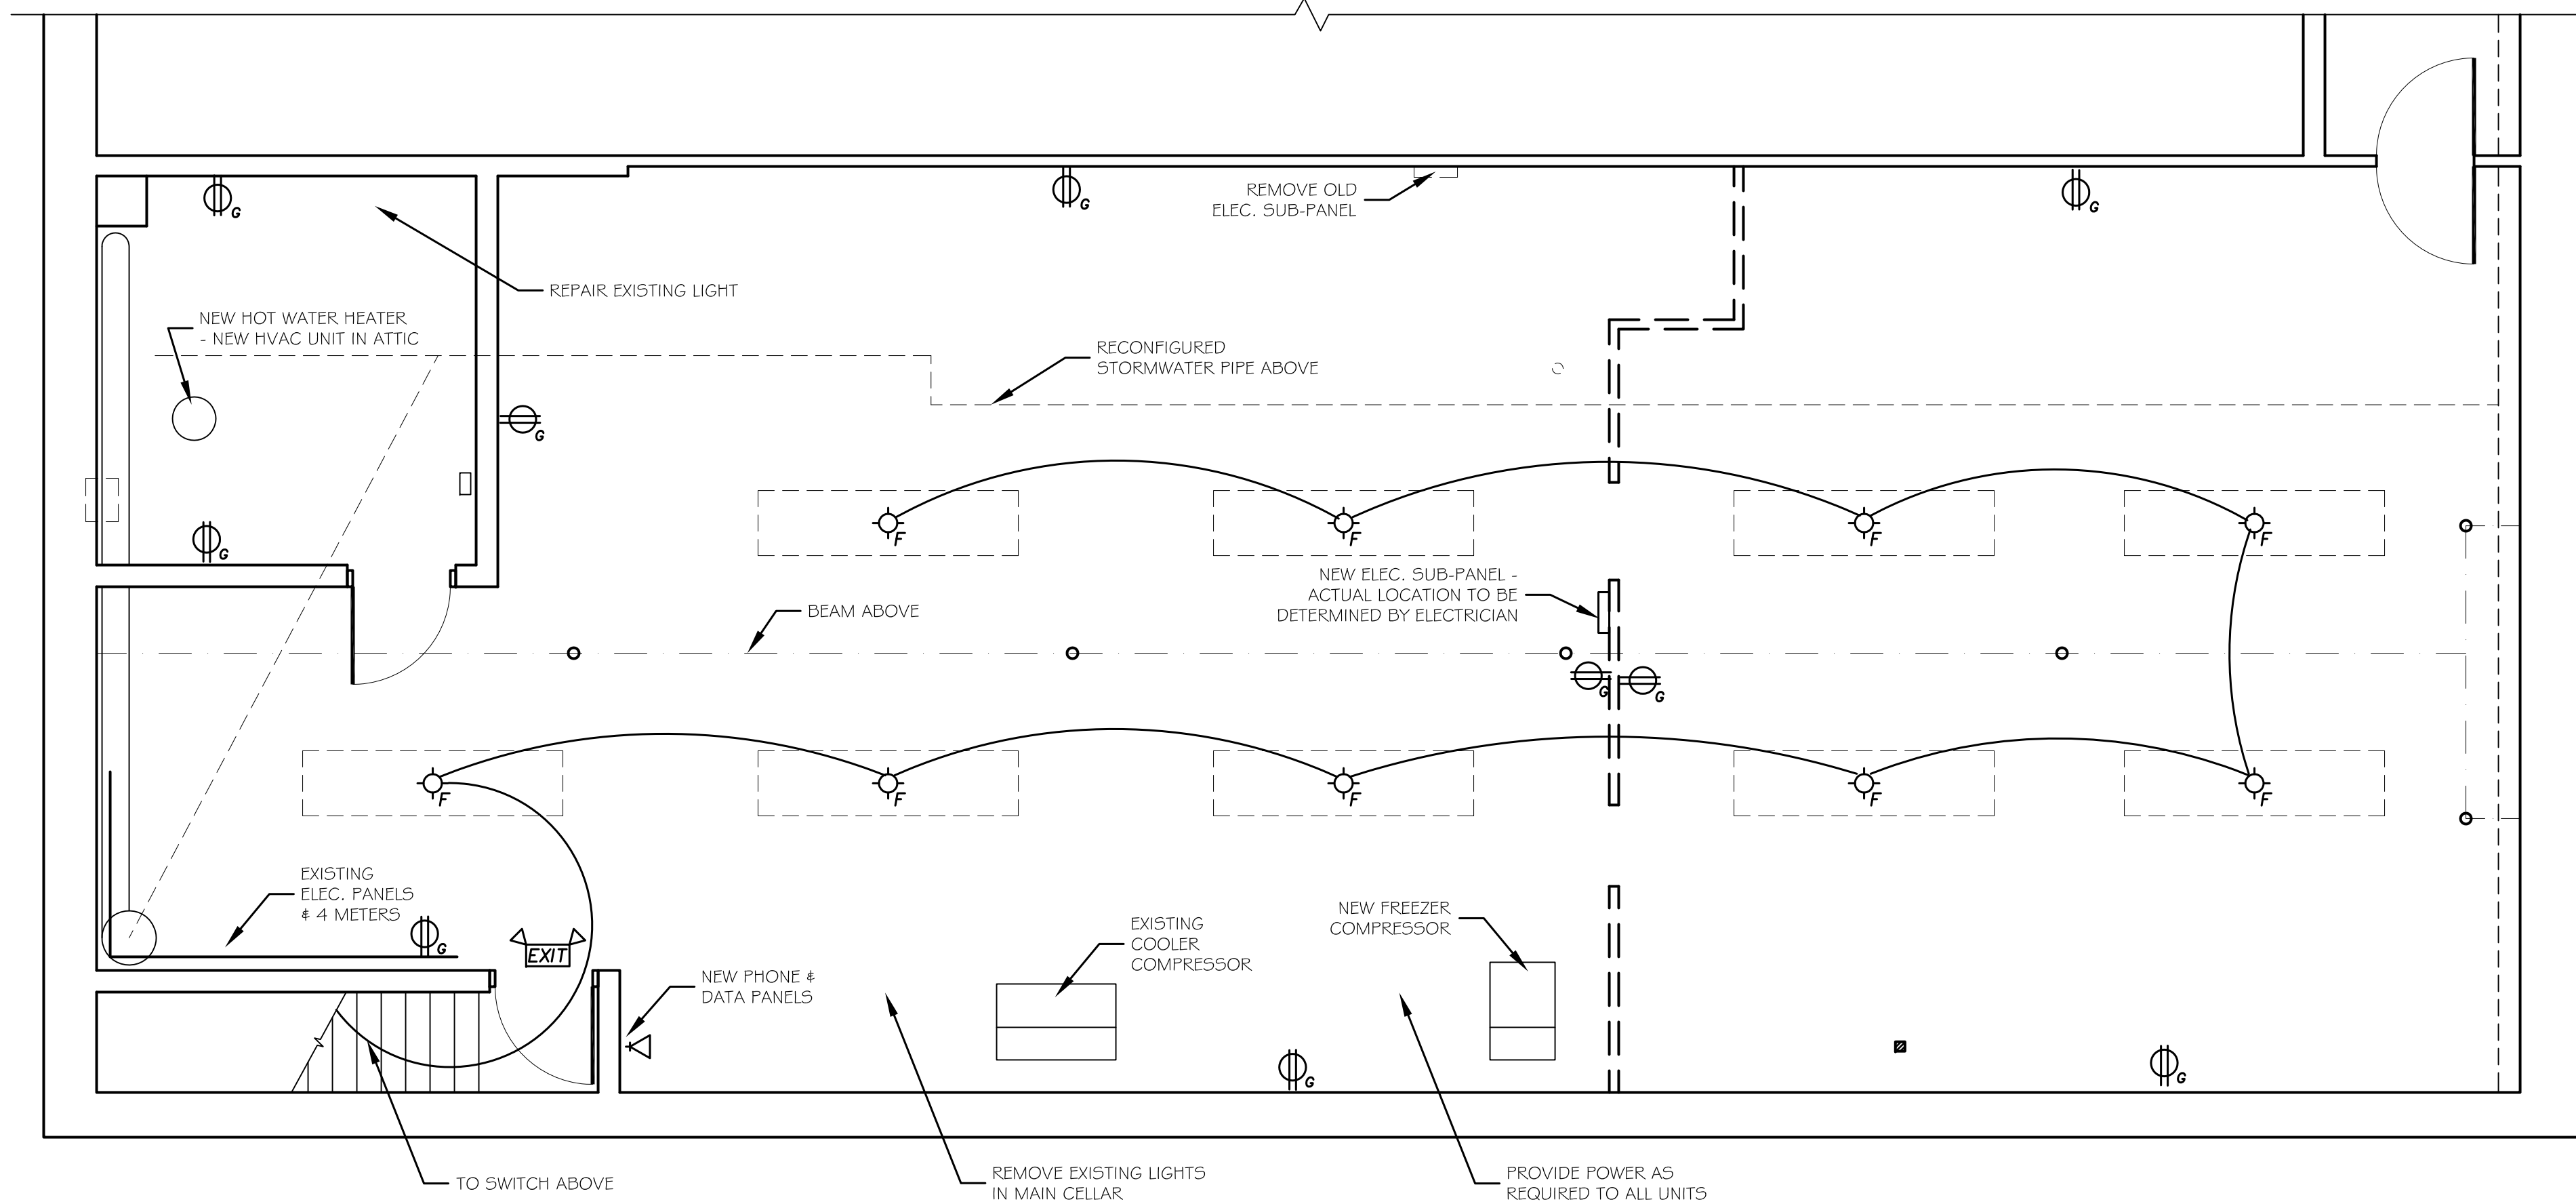 REMOVE OLD
ELEC. SUB-PANEL
G
G
G
REPAIR EXISTING LIGHT
NEW HOT WATER HEATER
- NEW HVAC UNIT IN ATTIC
RECONFIGURED
STORMWATER PIPE ABOVE
G
F
F
F
F
G
NEW ELEC. SUB-PANEL -
ACTUAL LOCATION TO BE
DETERMINED BY ELECTRICIAN
BEAM ABOVE
G
G
F
F
F
F
F
EXISTING
ELEC. PANELS
& 4 METERS
G
EXIT
NEW PHONE &
DATA PANELS
EXISTING
COOLER
COMPRESSOR
NEW FREEZER
COMPRESSOR
G
G
TO SWITCH ABOVE
REMOVE EXISTING LIGHTS
IN MAIN CELLAR
PROVIDE POWER AS
REQUIRED TO ALL UNITS